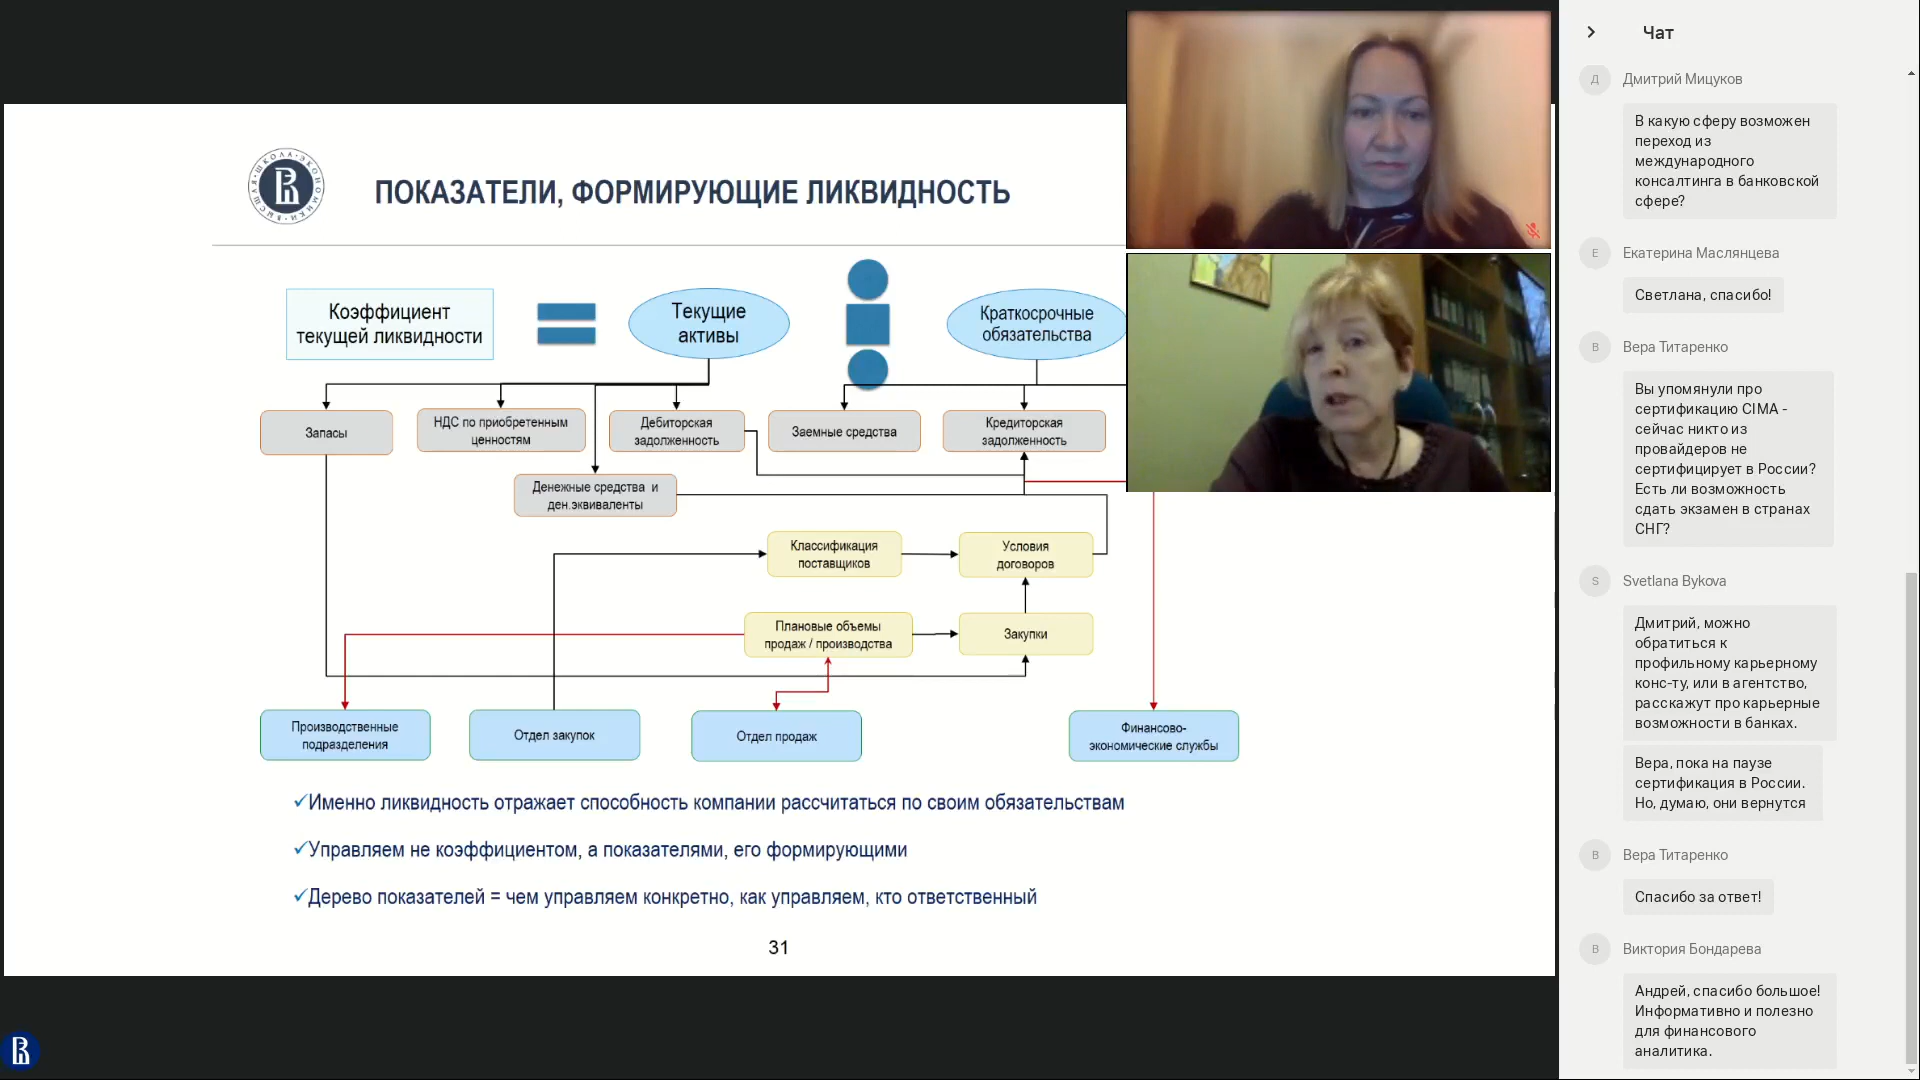 ВЫСШАЯ ШКОЛА ЭКОНОМИКИ
ПОКАЗАТЕЛИ, ФОРМИРУЮЩИЕ ЛИКВИДНОСТЬ
Коэффициент
текущей ликвидности
Текущие
активы
Краткосрочные
обязательства
Запасы
НДС по приобретенным
ценностям
Дебиторская
задолженность
Заемные средства
Кредиторская
задолженность
Денежные средства и
ден.эквиваленты
Классификация
поставщиков
Условия
договоров
Плановые объемы
продаж / производства
Закупки
Производственные
подразделения
Отдел закупок
Отдел продаж
Финансово-
экономические службы
✓Именно ликвидность отражает способность компании рассчитаться по своим обязательствам
✓Управляем не коэффициентом, а показателями, его формирующими
✓Дерево показателей = чем управляем конкретно, как управляем, кто ответственный
31
Чат
Д
Дмитрий Мицуков
В какую сферу возможен
переход из
международного
консалтинга в банковской
сфере?
Е
Екатерина Маслянцева
Светлана, спасибо!
В
Вера Титаренко
Вы упомянули про
сертификацию CIMA -
сейчас никто из
провайдеров не
сертифицирует в России?
Есть ли возможность
сдать экзамен в странах
СНГ?
S
Svetlana Bykova
Дмитрий, можно
обратиться к
профильному карьерному
конс-ту, или в агентство,
расскажут про карьерные
возможности в банках.
Вера, пока на паузе
сертификация в России.
Но, думаю, они вернутся
В
Вера Титаренко
Спасибо за ответ!
В
Виктория Бондарева
Андрей, спасибо большое!
Информативно и полезно
для финансового
аналитика.